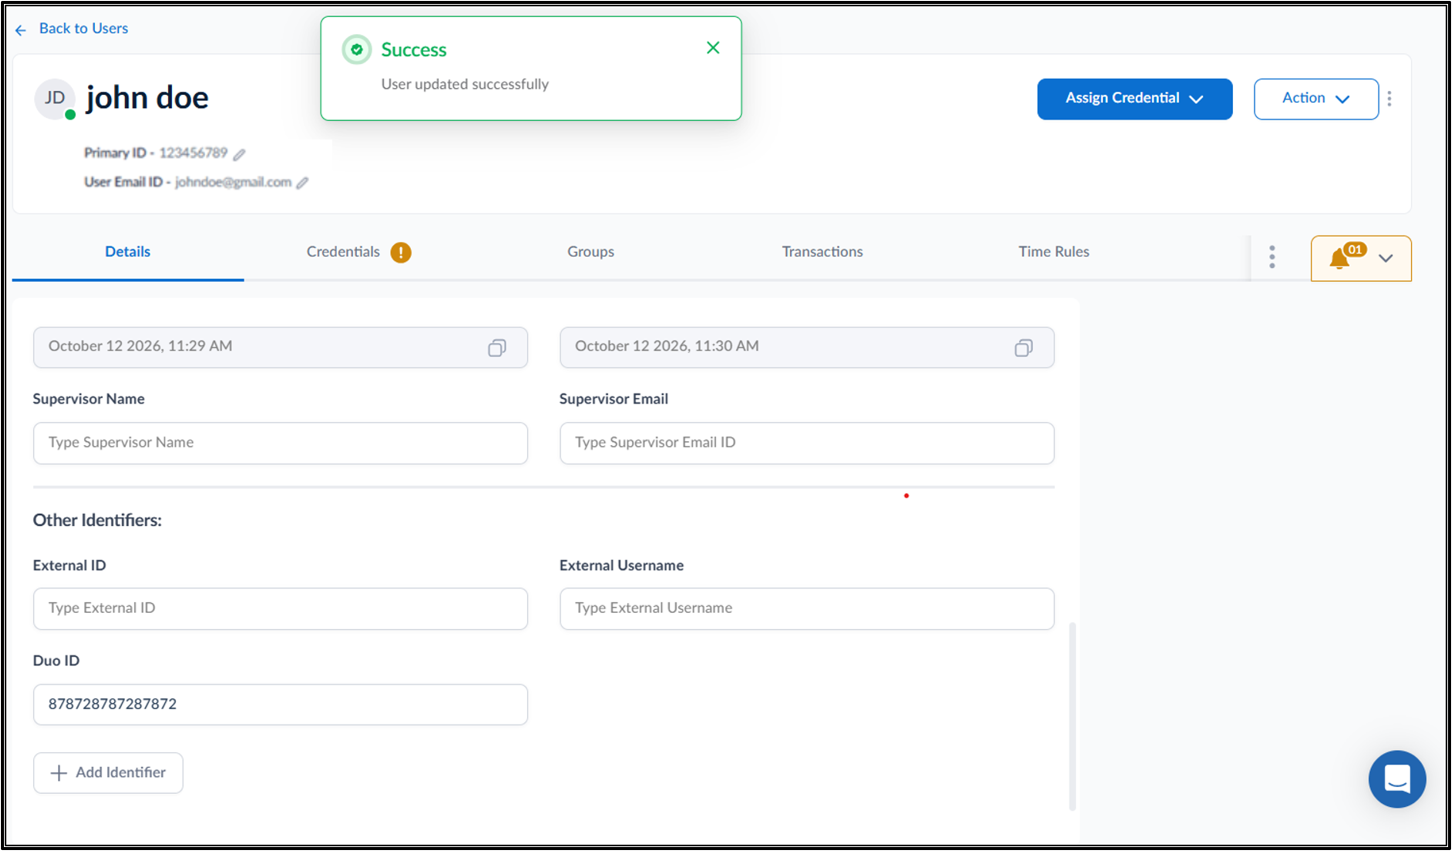 Back to Users
Success
User updated successfully
JD
john doe
Assign Credential
Action
Primary ID - 123456789
User Email ID - johndoe@gmail.com
Details
Credentials !
Groups
Transactions
Time Rules
01
October 12 2026, 11:29 AM
October 12 2026, 11:30 AM
Supervisor Name
Supervisor Email
Type Supervisor Name
Type Supervisor Email ID
Other Identifiers:
External ID
External Username
Type External ID
Type External Username
Duo ID
878728787287872
+ Add Identifier